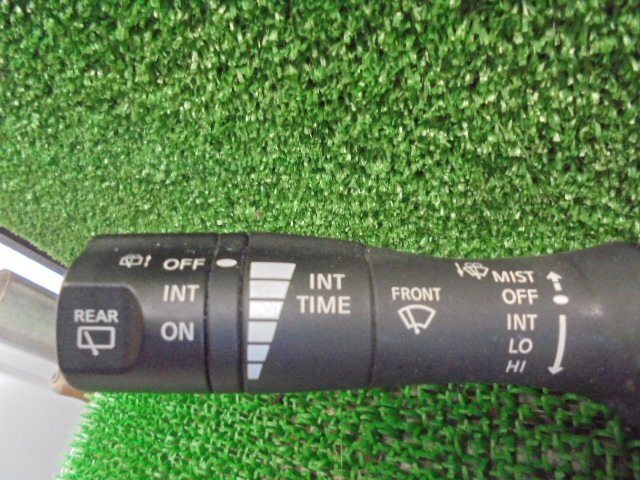 REAR
OFF
INT
ON
INT
TIME
FRONT
MIST
OFF
INT
LO
HI